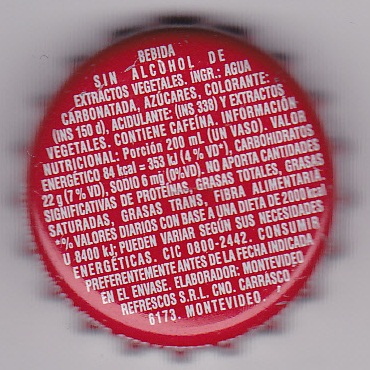 BEBIDA
SIN ALCOHOL DE
EXTRACTOS VEGETALES. INGR.: AGUA
CARBONATADA, AZÚCARES, COLORANTE:
(INS 150 d), ACIDULANTE: (INS 338) Y EXTRACTOS
VEGETALES. CONTIENE CAFEÍNA. INFORMACIÓN
NUTRICIONAL: Porción 200 mL (UN VASO). VALOR
ENERGÉTICO 84 kcal = 353 kJ (4 % VD*), CARBOHIDRATOS
22 g (7 % VD), SODIO 6 mg (0% VD). NO APORTA CANTIDADES
SIGNIFICATIVAS DE PROTEÍNAS, GRASAS TOTALES, GRASAS
SATURADAS, GRASAS TRANS, FIBRA ALIMENTARIA.
*% VALORES DIARIOS CON BASE A UNA DIETA DE 2000 kcal
U 8400 kJ; PUEDEN VARIAR SEGÚN SUS NECESIDADES
ENERGÉTICAS. CIC 0800-2442. CONSUMIR
PREFERENTEMENTE ANTES DE LA FECHA INDICADA
EN EL ENVASE. ELABORADOR: MONTEVIDEO
REFRESCOS S.R.L. CNO. CARRASCO
6173. MONTEVIDEO.